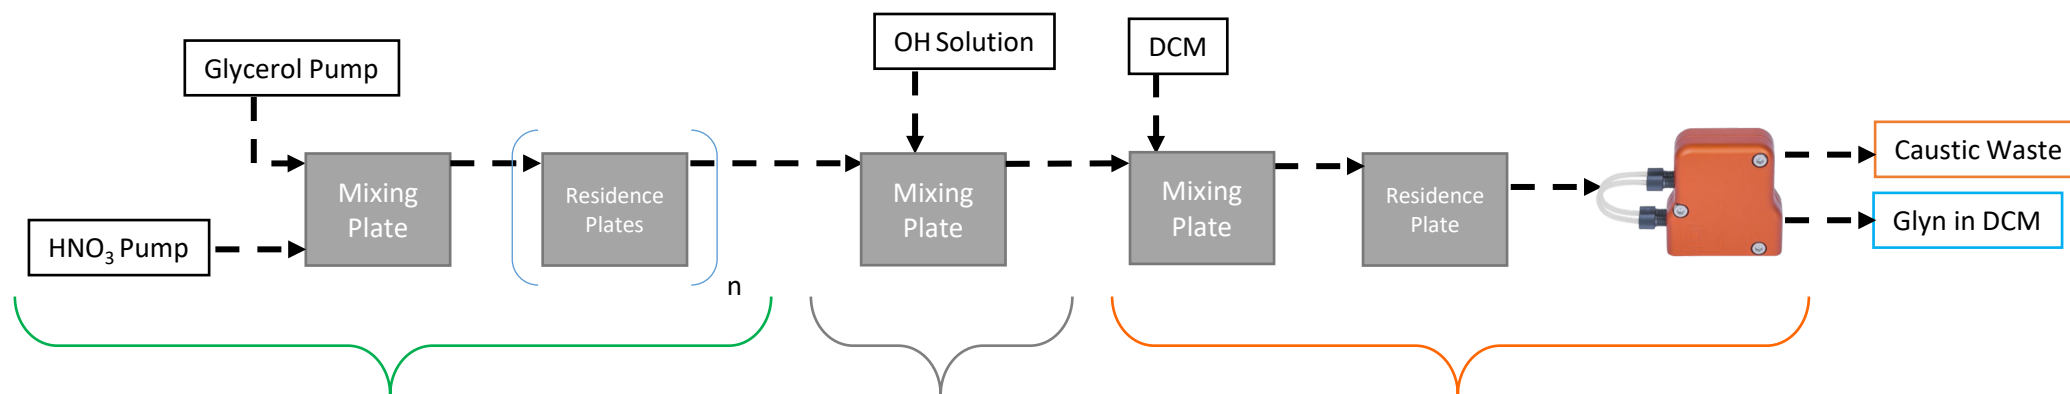 Glycerol Pump
HNO₃ Pump
Mixing
Plate
Residence
Plates
n
OH Solution
Mixing
Plate
DCM
Mixing
Plate
Residence
Plate
Caustic Waste
Glyn in DCM